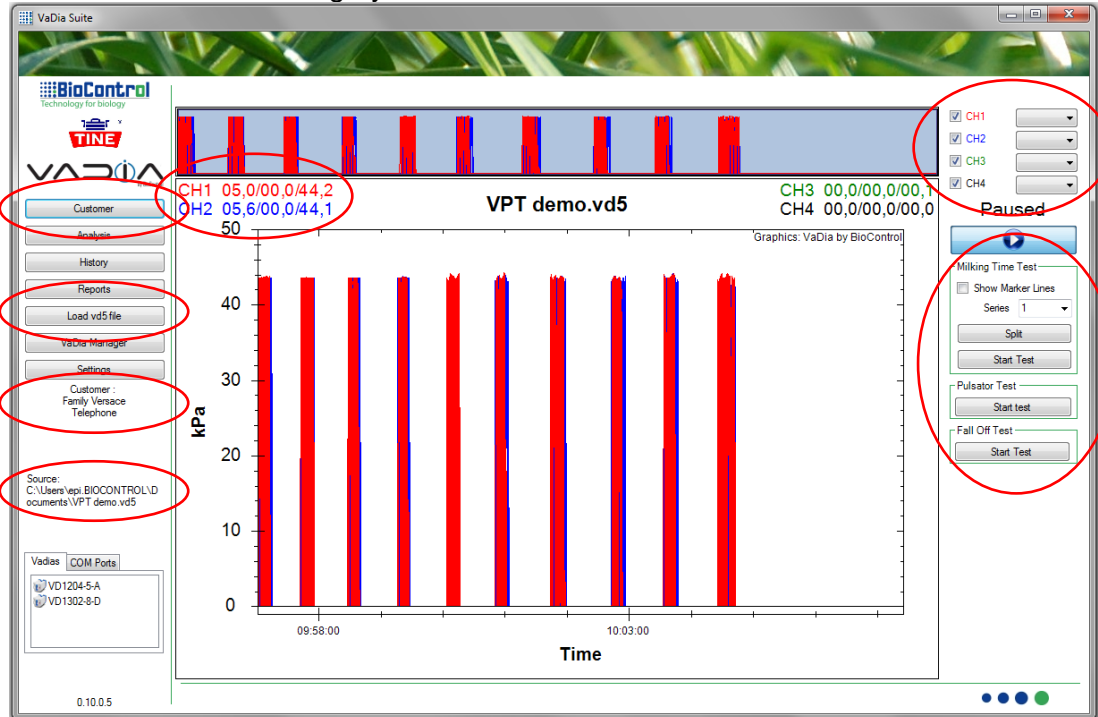 VaDia Suite
BioControl
Technology for biology
TINE
VADIA
Customer
Analysis
History
Reports
Load vd5 file
VaDia Manager
Settings
Customer :
Family Versace
Telephone
Source:
C:\Users\epi.BIOCONTROL\D
ocuments\VPT demo.vd5
Vadias COM Ports
VD1204-5-A
VD1302-8-D
0.10.0.5
CH1 05,0/00,0/44,2
CH2 05,6/00,0/44,1
VPT demo.vd5
CH3 00,0/00,0/00,1
CH4 00,0/00,0/00,0
Graphics: VaDia by BioControl
50
40
30
20
10
0
kPa
09:58:00 10:03:00
Time
CH1
CH2
CH3
CH4
Paused
Milking Time Test
Show Marker Lines
Series 1
Split
Start Test
Pulsator Test
Start test
Fall Off Test
Start Test